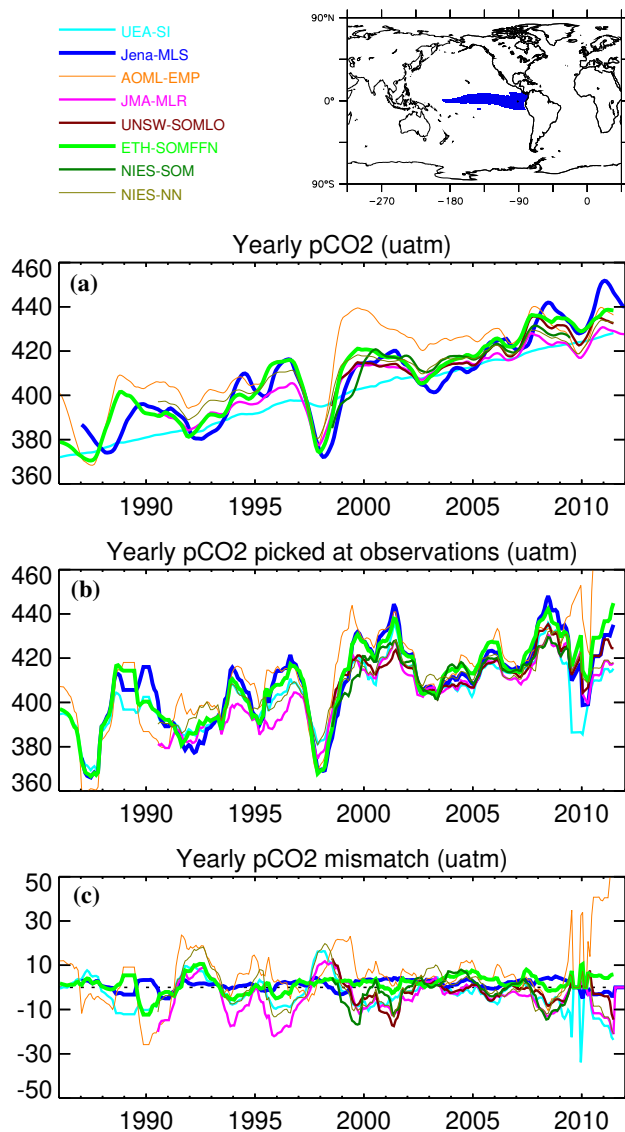 UEA-SI
Jena-MLS
AOML-EMP
JMA-MLR
UNSW-SOMLO
ETH-SOMFFN
NIES-SOM
NIES-NN
90°N
0°
90°S
−270 −180 −90 0
Yearly pCO2 (uatm)
(a)
460
440
420
400
380
360
1990 1995 2000 2005 2010
Yearly pCO2 picked at observations (uatm)
(b)
460
440
420
400
380
360
1990 1995 2000 2005 2010
Yearly pCO2 mismatch (uatm)
(c)
50
30
10
-10
-30
-50
1990 1995 2000 2005 2010